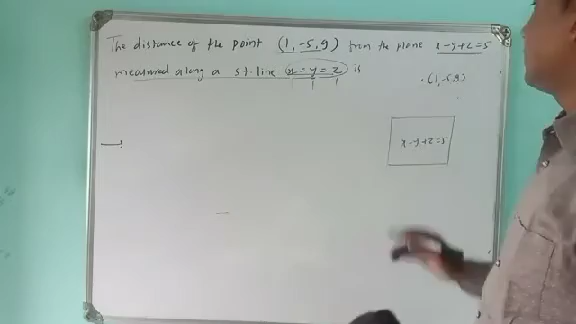 The distance of the point (1, -5, 9) from the plane x - y + z = 5
measured along a st. line x = y = z is
. (1, -5, 9)
x - y + z = 5